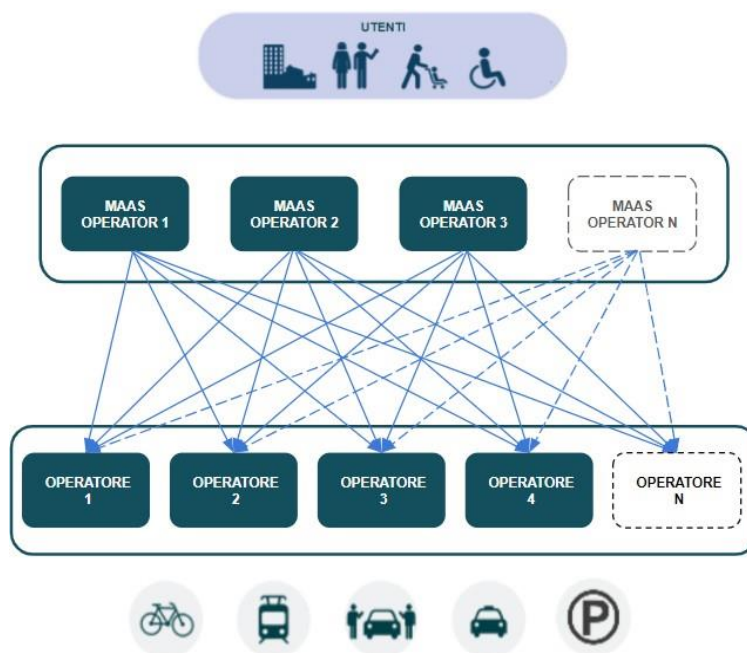 UTENTI
MAAS
OPERATOR 1
MAAS
OPERATOR 2
MAAS
OPERATOR 3
MAAS
OPERATOR N
OPERATORE
1
OPERATORE
2
OPERATORE
3
OPERATORE
4
OPERATORE
N
P